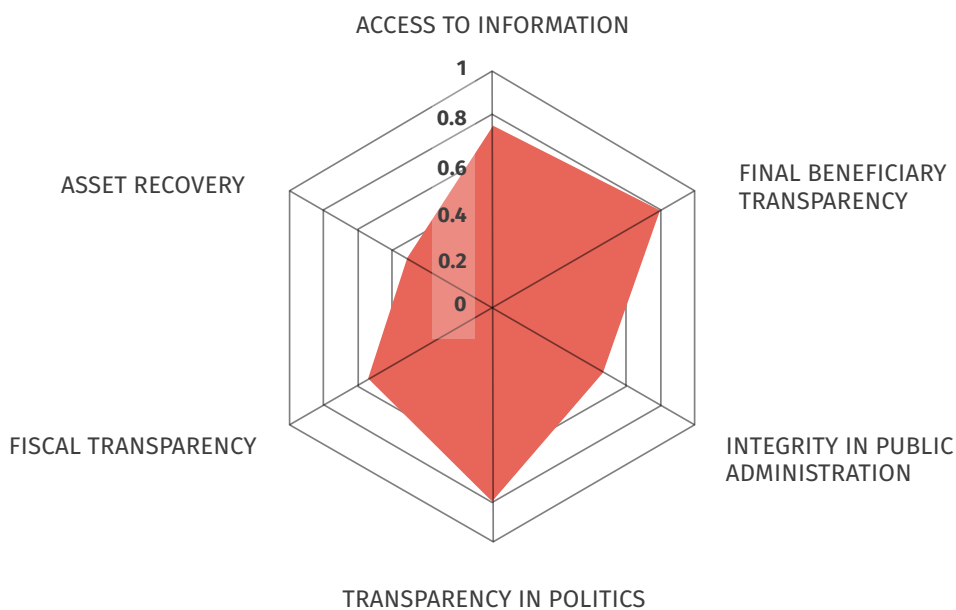 ACCESS TO INFORMATION
1
0.8
0.6
0.4
0.2
0
FINAL BENEFICIARY
TRANSPARENCY
ASSET RECOVERY
FISCAL TRANSPARENCY
INTEGRITY IN PUBLIC
ADMINISTRATION
TRANSPARENCY IN POLITICS